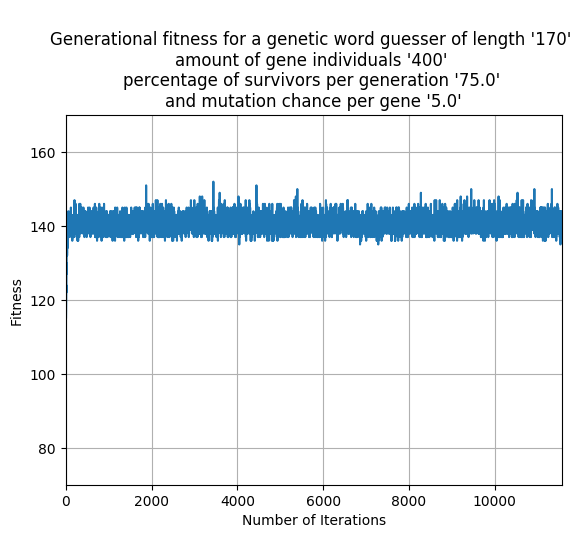 Generational fitness for a genetic word guesser of length '170'
amount of gene individuals '400'
percentage of survivors per generation '75.0'
and mutation chance per gene '5.0'
160
140
120
100
80
Fitness
0 2000 4000 6000 8000 10000
Number of Iterations